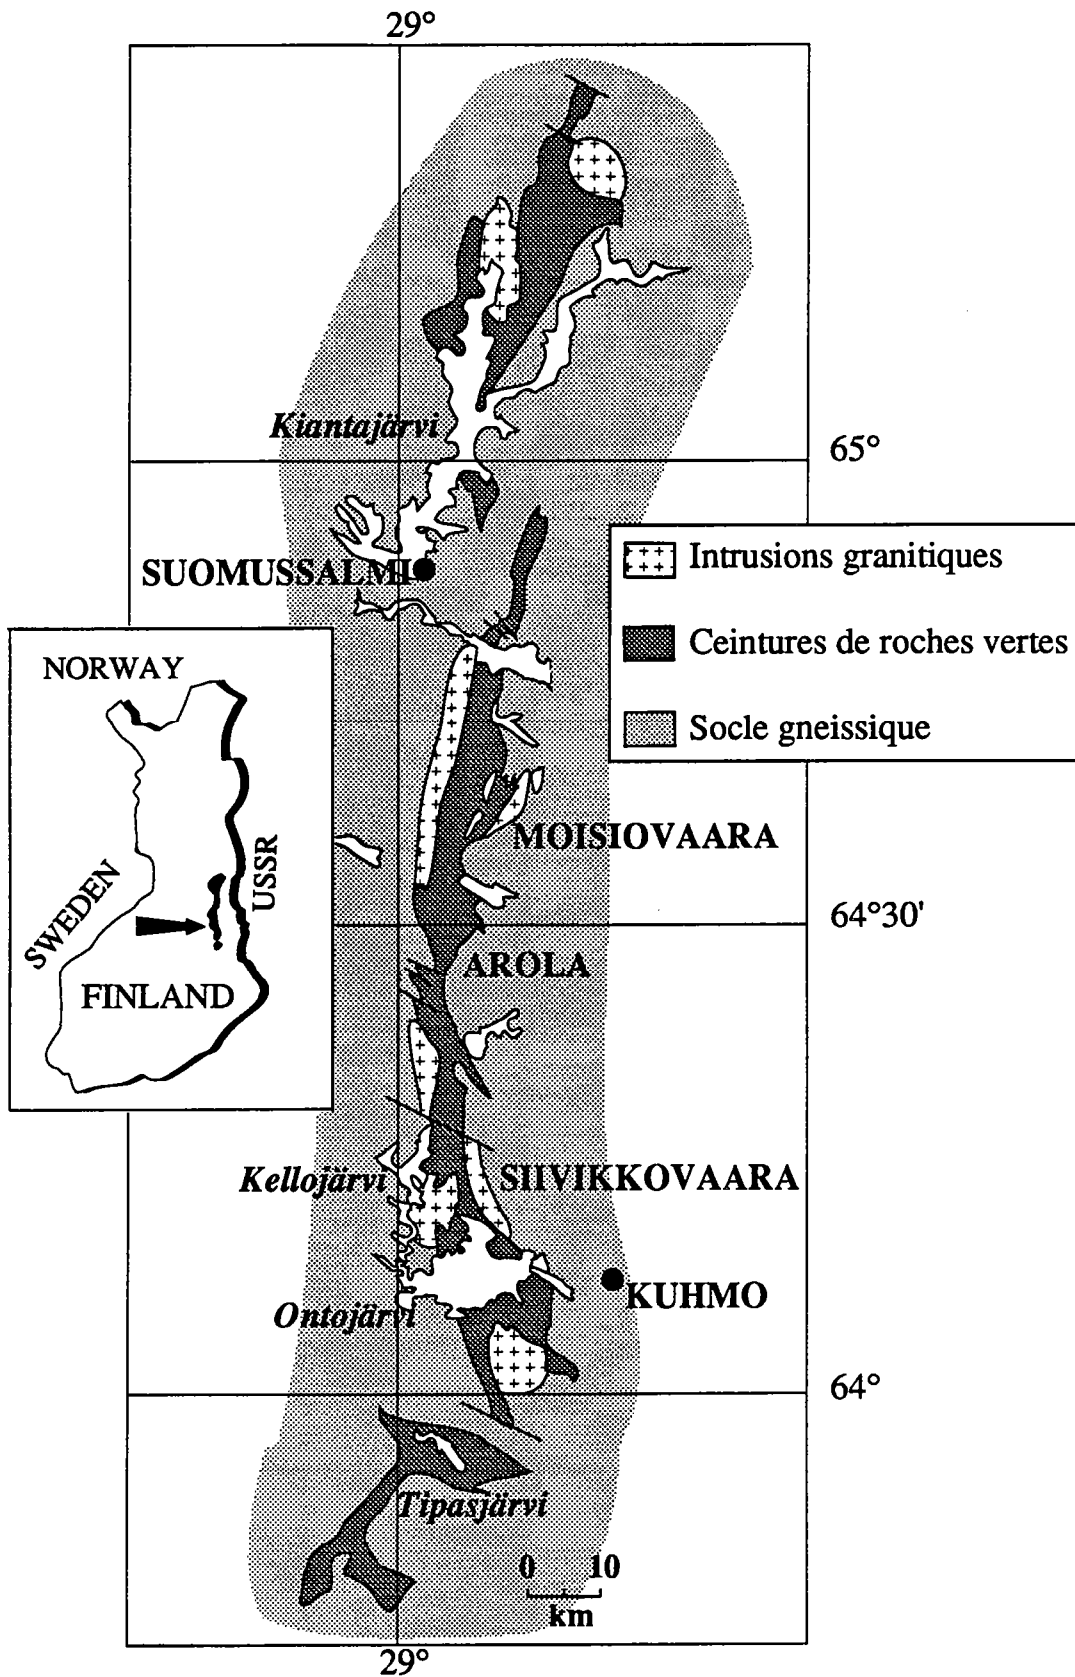 29°
Kiantajärvi
65°
Intrusions granitiques
SUOMUSSALMI
Ceintures de roches vertes
NORWAY
Socle gneissique
USSR
SWEDEN
MOISIOVAARA
64°30'
AROLA
FINLAND
Kellojärvi
SIIVIKKOVAARA
KUHMO
Ontojärvi
64°
Tipasjärvi
0 10
km
29°